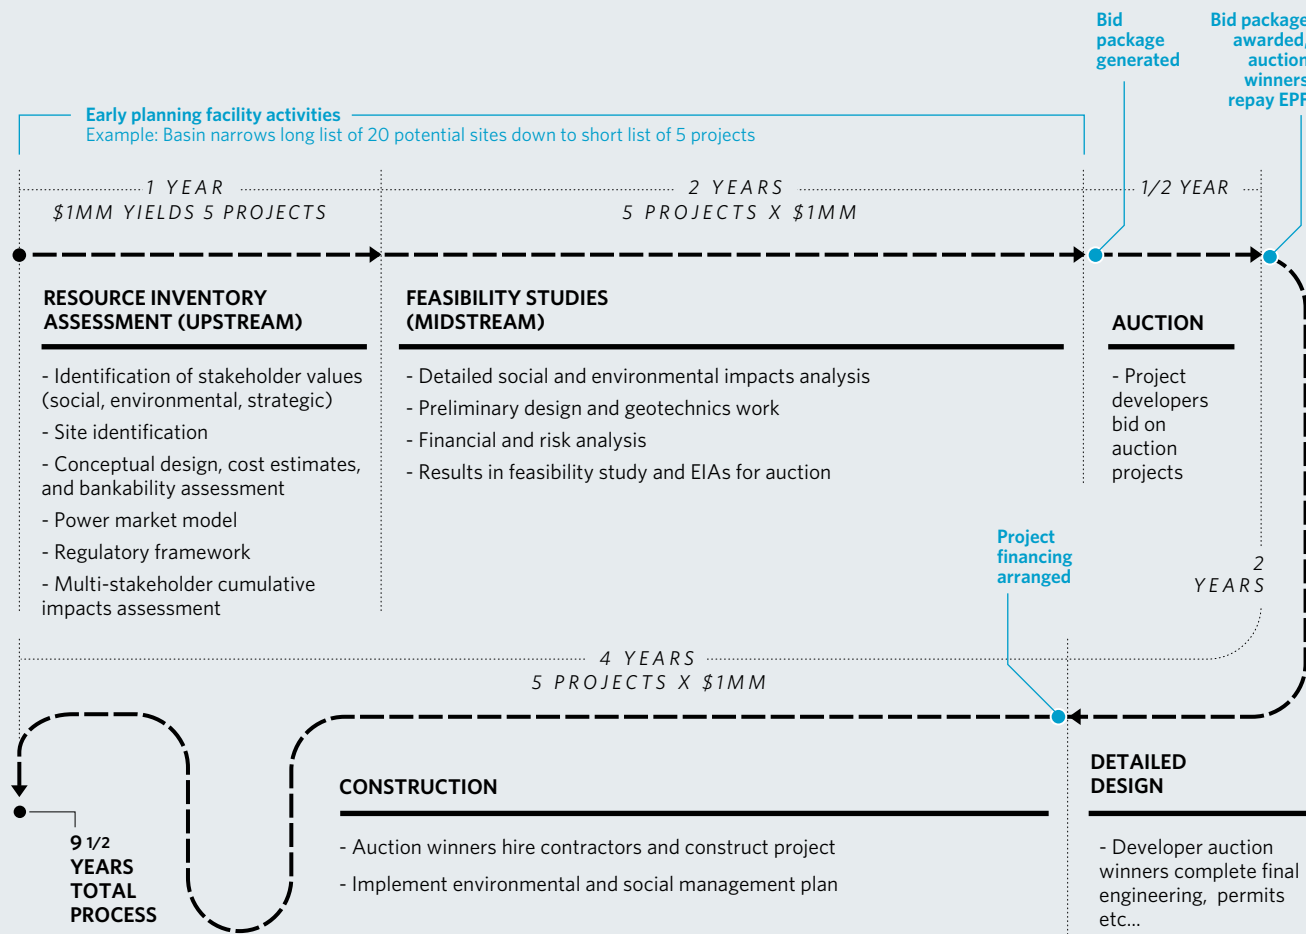 Bid
package
generated
Bid package
awarded,
auction
winners
repay EPF
Early planning facility activities
Example: Basin narrows long list of 20 potential sites down to short list of 5 projects
1 YEAR
$1MM YIELDS 5 PROJECTS
2 YEARS
5 PROJECTS X $1MM
1/2 YEAR
RESOURCE INVENTORY
ASSESSMENT (UPSTREAM)
- Identification of stakeholder values
(social, environmental, strategic)
- Site identification
- Conceptual design, cost estimates,
and bankability assessment
- Power market model
- Regulatory framework
- Multi-stakeholder cumulative
impacts assessment
FEASIBILITY STUDIES
(MIDSTREAM)
- Detailed social and environmental impacts analysis
- Preliminary design and geotechnics work
- Financial and risk analysis
- Results in feasibility study and EIAs for auction
AUCTION
- Project
developers
bid on
auction
projects
Project
financing
arranged
2
YEARS
4 YEARS
5 PROJECTS X $1MM
CONSTRUCTION
- Auction winners hire contractors and construct project
- Implement environmental and social management plan
DETAILED
DESIGN
- Developer auction
winners complete final
engineering, permits
etc...
9 1/2
YEARS
TOTAL
PROCESS